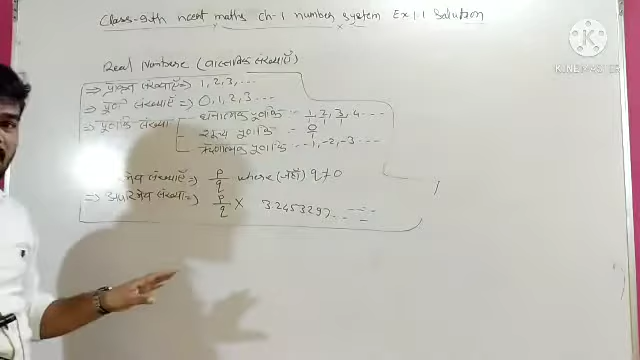 Class-9th ncert maths Ch-1 number system Ex 1.1 Solution
Real Numbers (वास्तविक संख्याएँ)
⇒ प्राकृत संख्याएँ ⇒ 1, 2, 3, ...
⇒ पूर्ण संख्याएँ ⇒ 0, 1, 2, 3 ...
⇒ पूर्णांक संख्या धनात्मक पूर्णांक - 1, 2, 3, 4 ...
शून्य पूर्णांक - 0
ऋणात्मक पूर्णांक - -1, -2, -3 ...
मेय संख्याएँ ⇒ p/q where (जहाँ) q ≠ 0
⇒ अपरिमेय संख्या ⇒ p/q × 3.2453297...
KINEMASTER